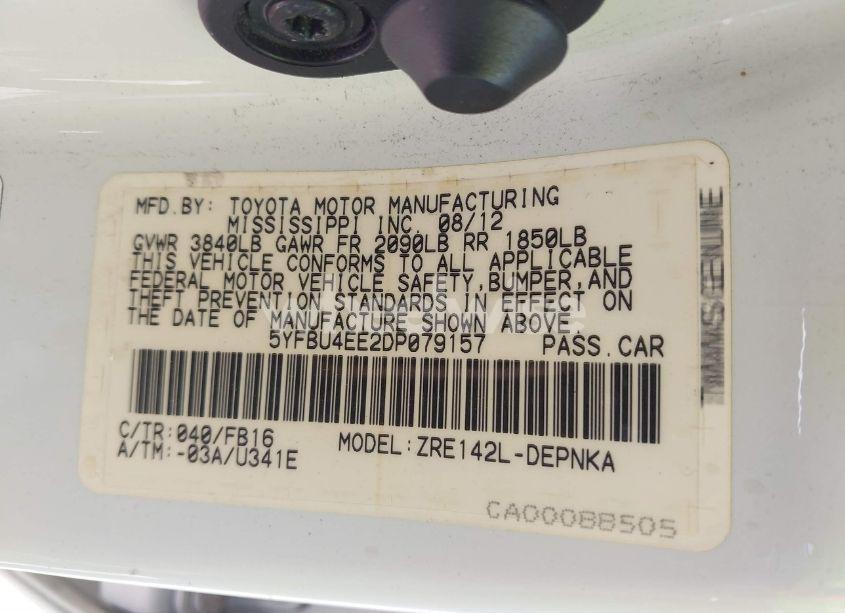 MFD.BY: TOYOTA MOTOR MANUFACTURING
MISSISSIPPI INC. 08/12
GVWR 3840LB GAWR FR 2090LB RR 1850LB
THIS VEHICLE CONFORMS TO ALL APPLICABLE
FEDERAL MOTOR VEHICLE SAFETY,BUMPER,AND
THEFT PREVENTION STANDARDS IN EFFECT ON
THE DATE OF MANUFACTURE SHOWN ABOVE.
5YFBU4EE2DP079157 PASS.CAR
C/TR:040/FB16
A/TM:-03A/U341E
MODEL:ZRE142L-DEPNKA
CA00088505